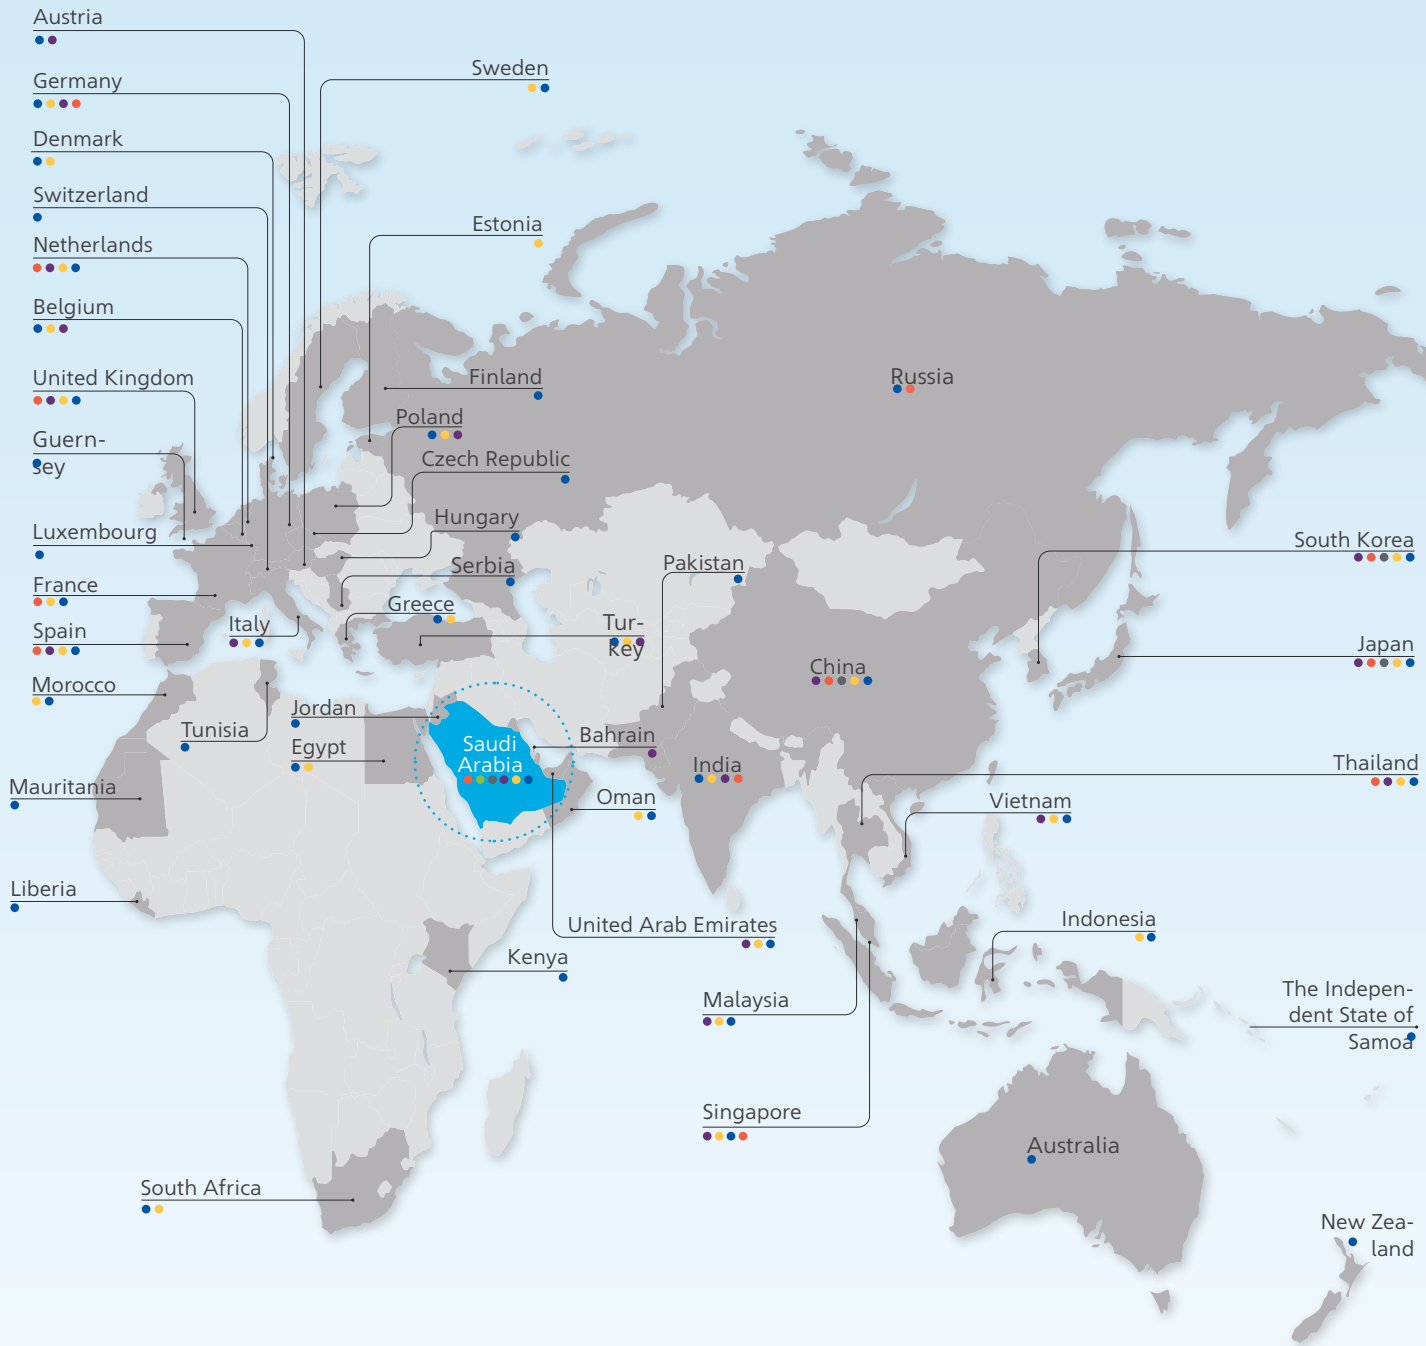 Austria
Sweden
Germany
Denmark
Switzerland
Estonia
Netherlands
Belgium
United Kingdom
Finland
Russia
Poland
Guern-
sey
Czech Republic
Hungary
Luxembourg
South Korea
Serbia
Pakistan
France
Greece
Italy
Tur-
key
Spain
Japan
China
Morocco
Jordan
Tunisia
Egypt
Bahrain
Saudi
Arabia
India
Thailand
Mauritania
Oman
Vietnam
Liberia
United Arab Emirates
Indonesia
Kenya
Malaysia
The Indepen-
dent State of
Samoa
Singapore
Australia
South Africa
New Zea-
land